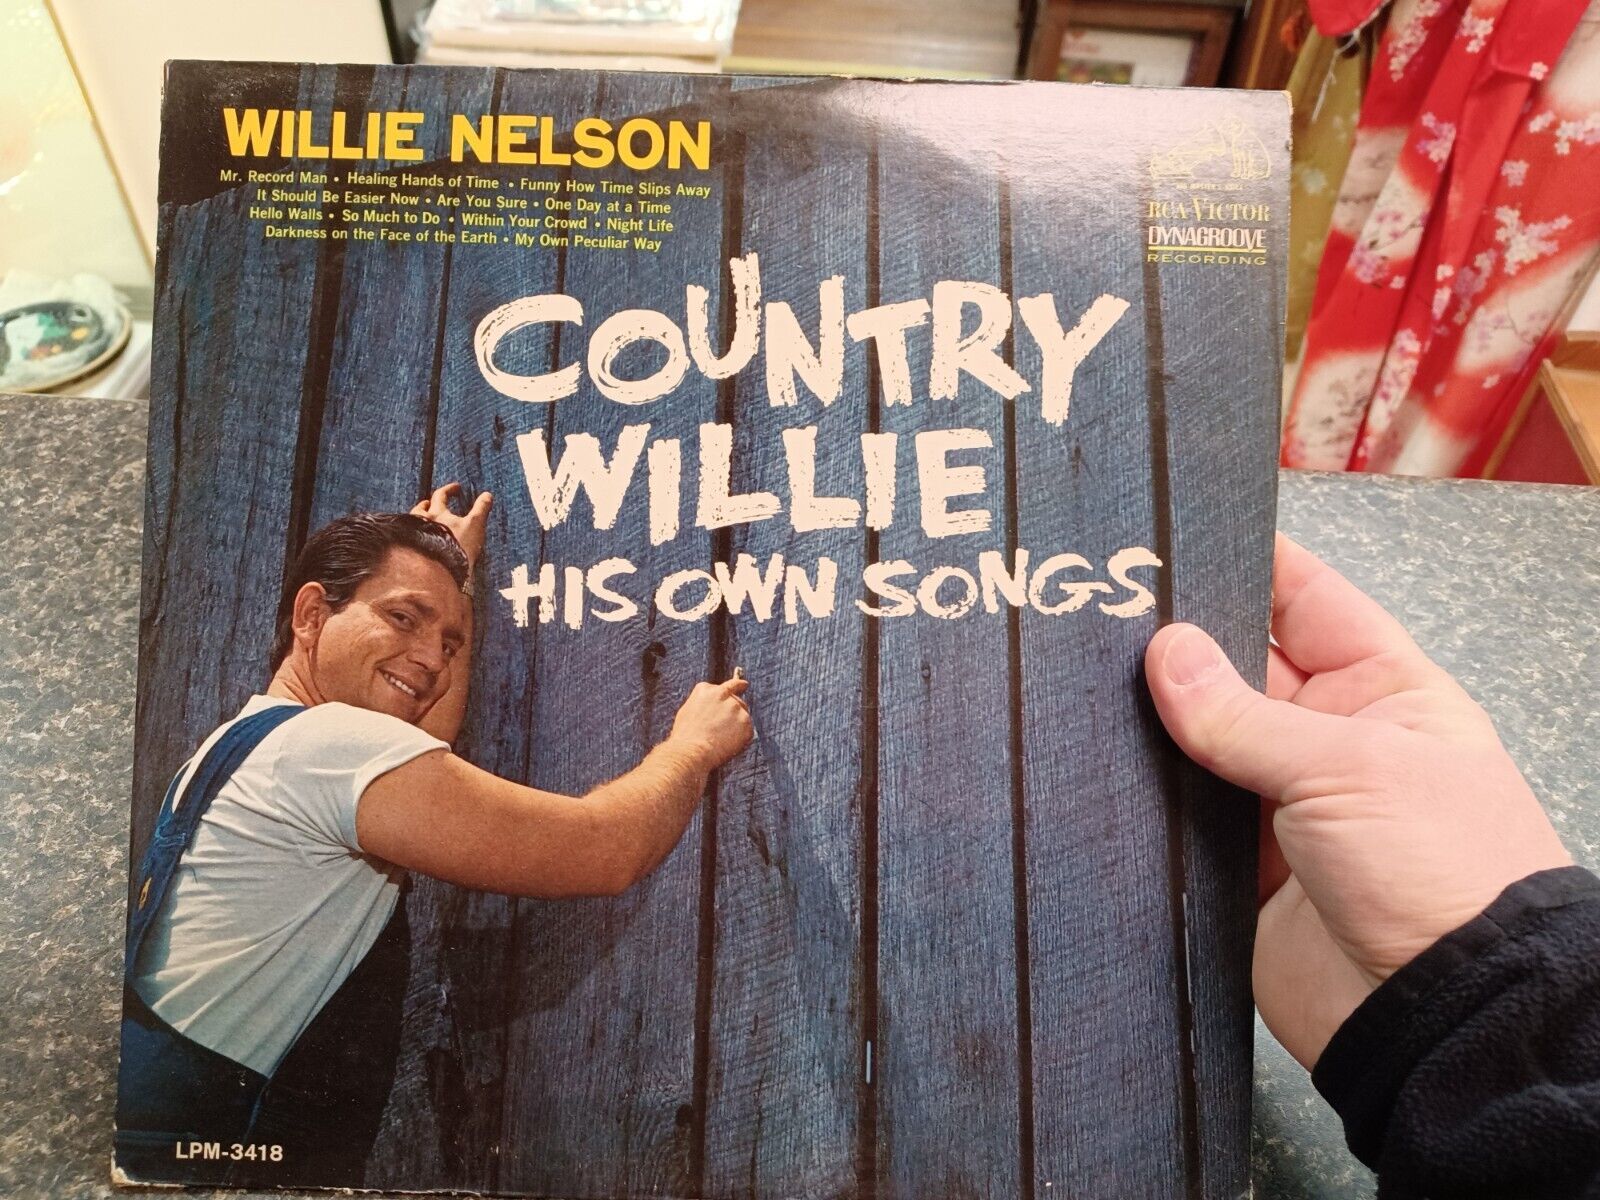 WILLIE NELSON
Mr. Record Man • Healing Hands of Time • Funny How Time Slips Away
It Should Be Easier Now • Are You Sure • One Day at a Time
Hello Walls • So Much to Do • Within Your Crowd • Night Life
Darkness on the Face of the Earth • My Own Peculiar Way
"HIS MASTER'S VOICE"
RCA VICTOR
DYNAGROOVE
RECORDING
COUNTRY
WILLIE
HIS OWN SONGS
LPM-3418